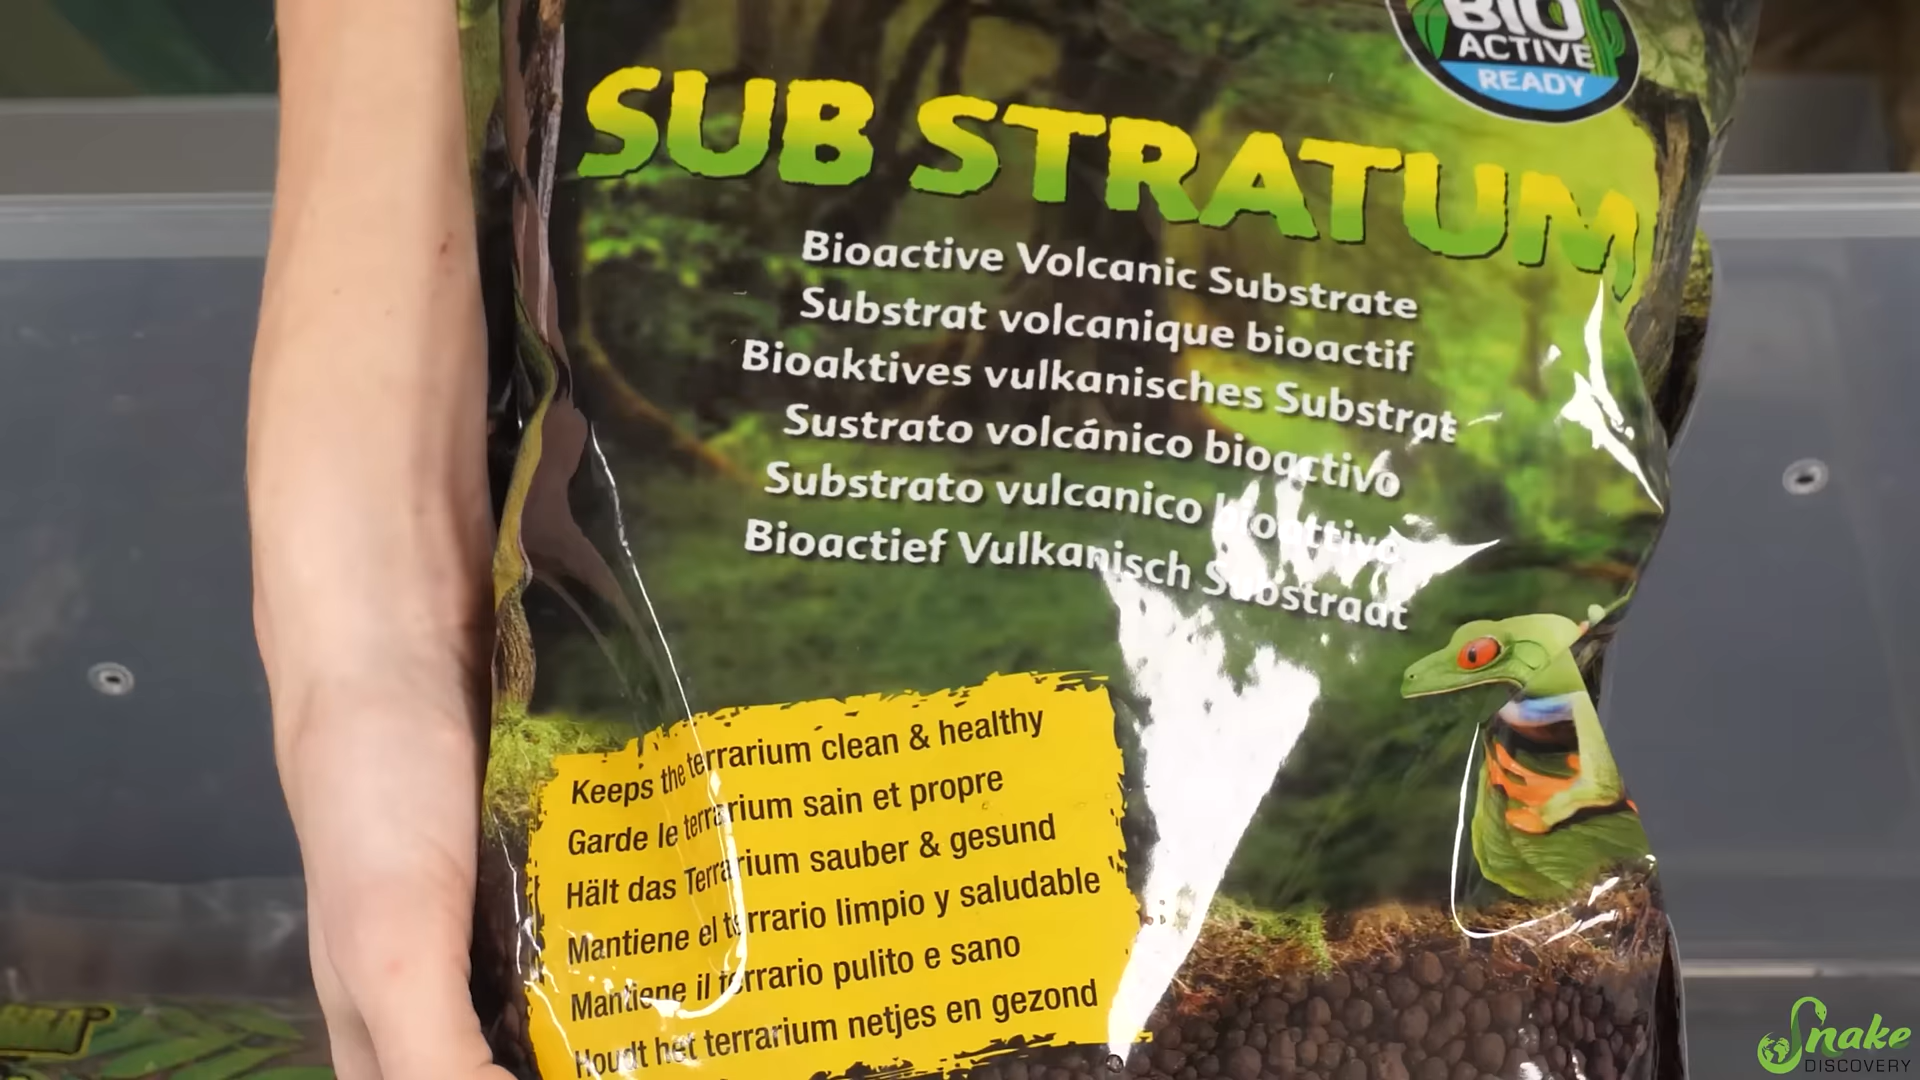 BIO
ACTIVE
READY
SUB STRATUM
Bioactive Volcanic Substrate
Substrat volcanique bioactif
Bioaktives vulkanisches Substrat
Sustrato volcánico bioactivo
Substrato vulcanico bioattivo
Bioactief Vulkanisch Substraat
Keeps the terrarium clean & healthy
Garde le terrarium sain et propre
Hält das Terrarium sauber & gesund
Mantiene el terrario limpio y saludable
Mantiene il terrario pulito e sano
Houdt het terrarium netjes en gezond
Snake
DISCOVERY